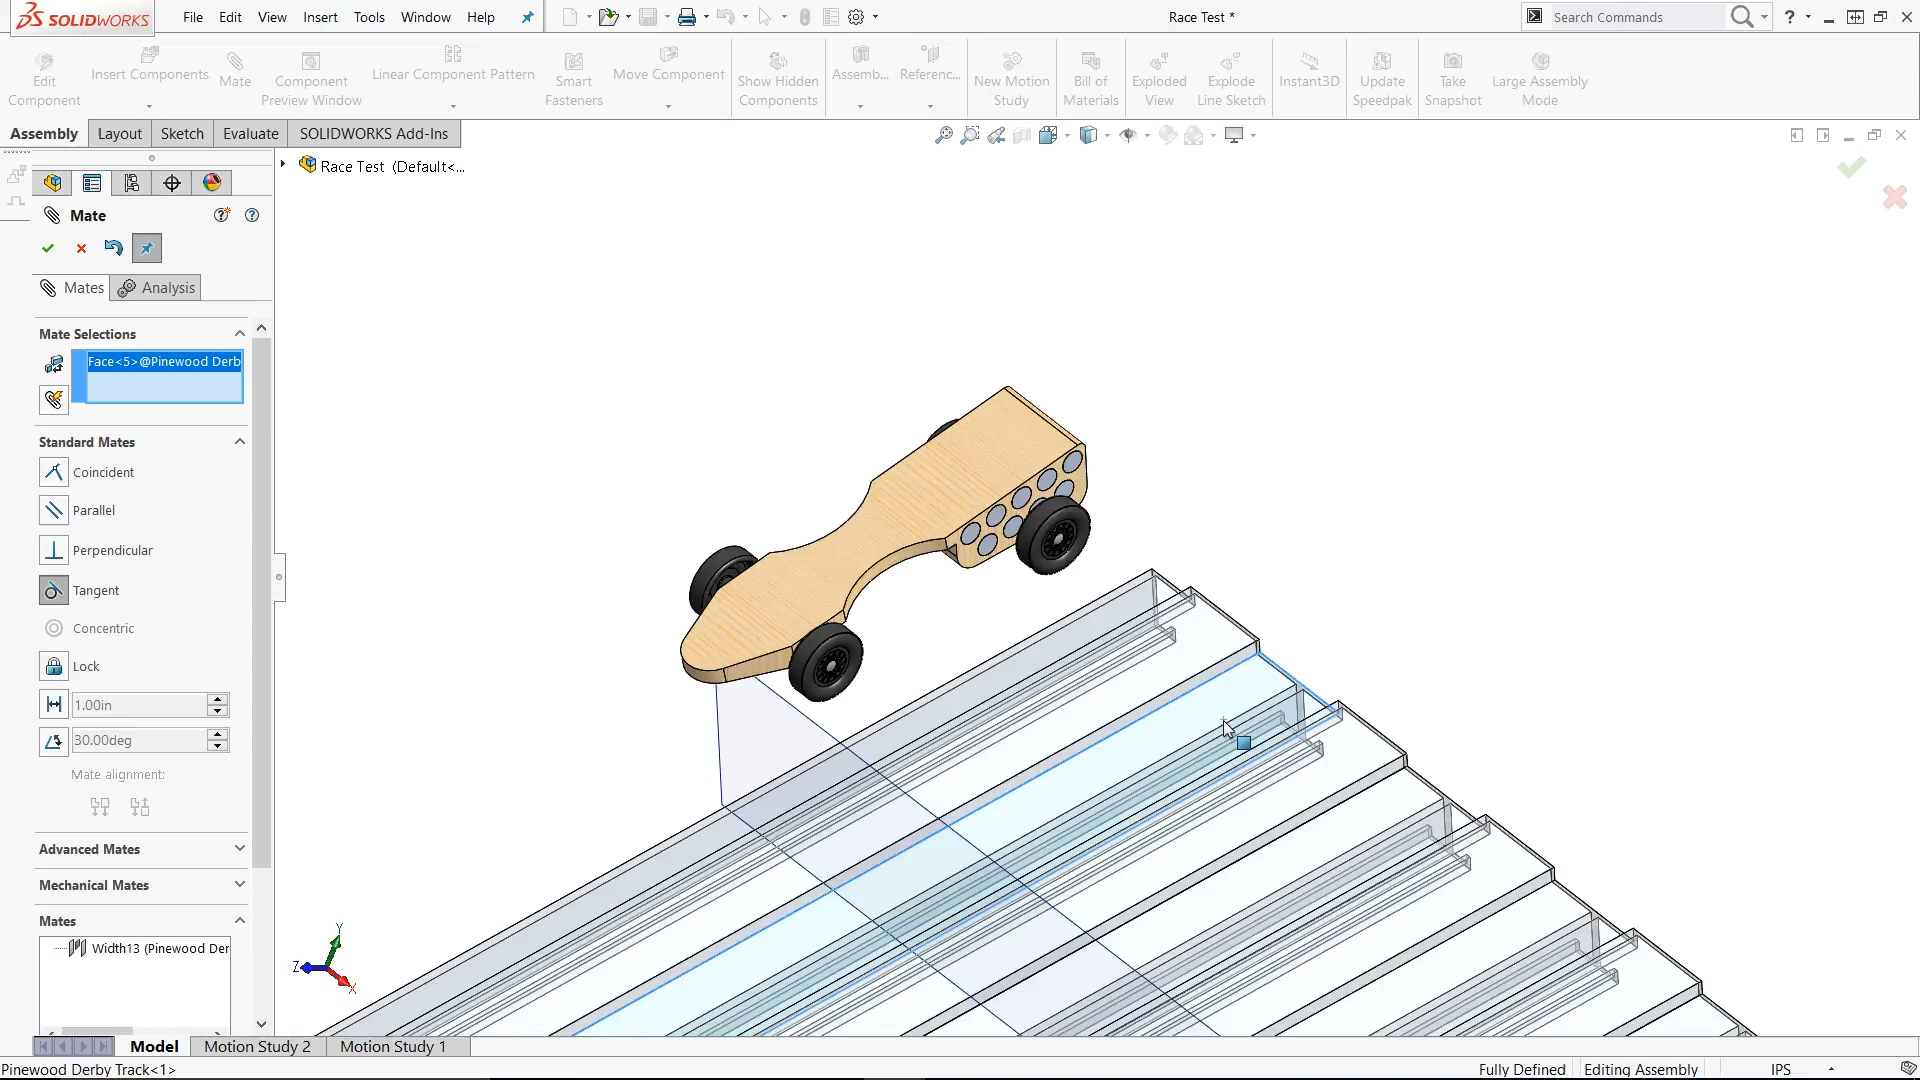 SOLIDWORKS
File Edit View Insert Tools Window Help
Race Test *
Search Commands
Edit Component
Insert Components
Mate
Component Preview Window
Linear Component Pattern
Smart Fasteners
Move Component
Show Hidden Components
Assemb...
Referenc...
New Motion Study
Bill of Materials
Exploded View
Explode Line Sketch
Instant3D
Update Speedpak
Take Snapshot
Large Assembly Mode
Assembly Layout Sketch Evaluate SOLIDWORKS Add-Ins
Race Test (Default<...
Mate
Mates Analysis
Mate Selections
Face<5>@Pinewood Derb
Standard Mates
Coincident
Parallel
Perpendicular
Tangent
Concentric
Lock
1.00in
30.00deg
Mate alignment:
Advanced Mates
Mechanical Mates
Mates
Width13 (Pinewood Der
Y
Z
X
Model Motion Study 2 Motion Study 1
Pinewood Derby Track<1>
Fully Defined Editing Assembly IPS